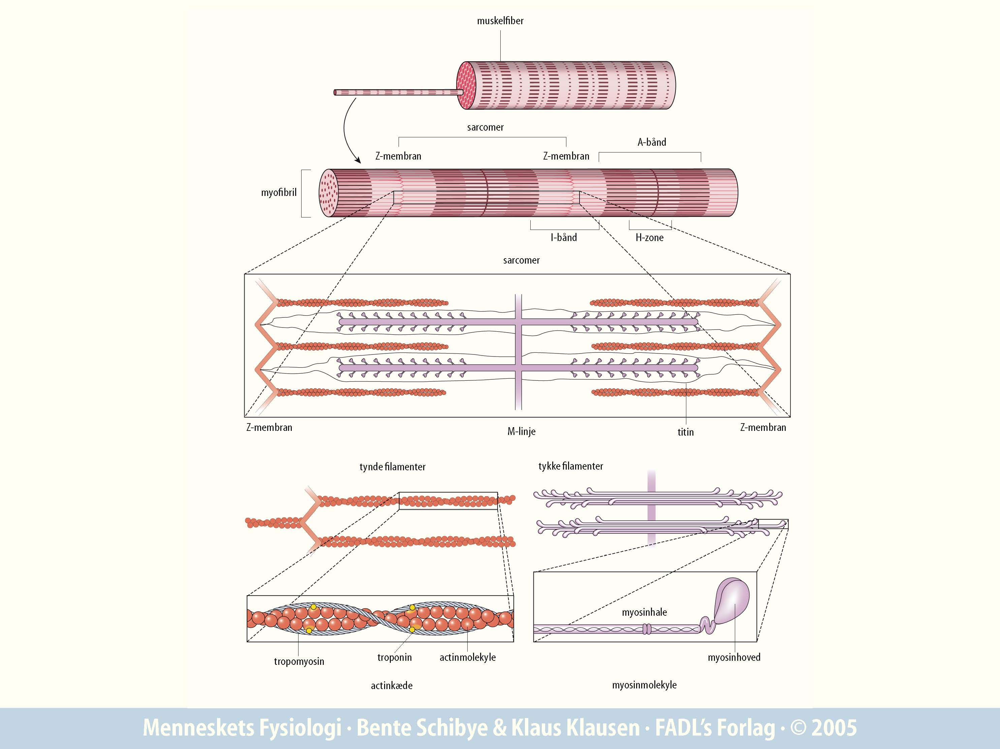 muskelfiber
sarcomer
A-bånd
Z-membran
Z-membran
myofibril
I-bånd
H-zone
sarcomer
Z-membran
M-linje
titin
Z-membran
tynde filamenter
tykke filamenter
myosinhale
tropomyosin
troponin
actinmolekyle
myosinhoved
actinkæde
myosinmolekyle
Menneskets Fysiologi · Bente Schibye & Klaus Klausen · FADL's Forlag · © 2005